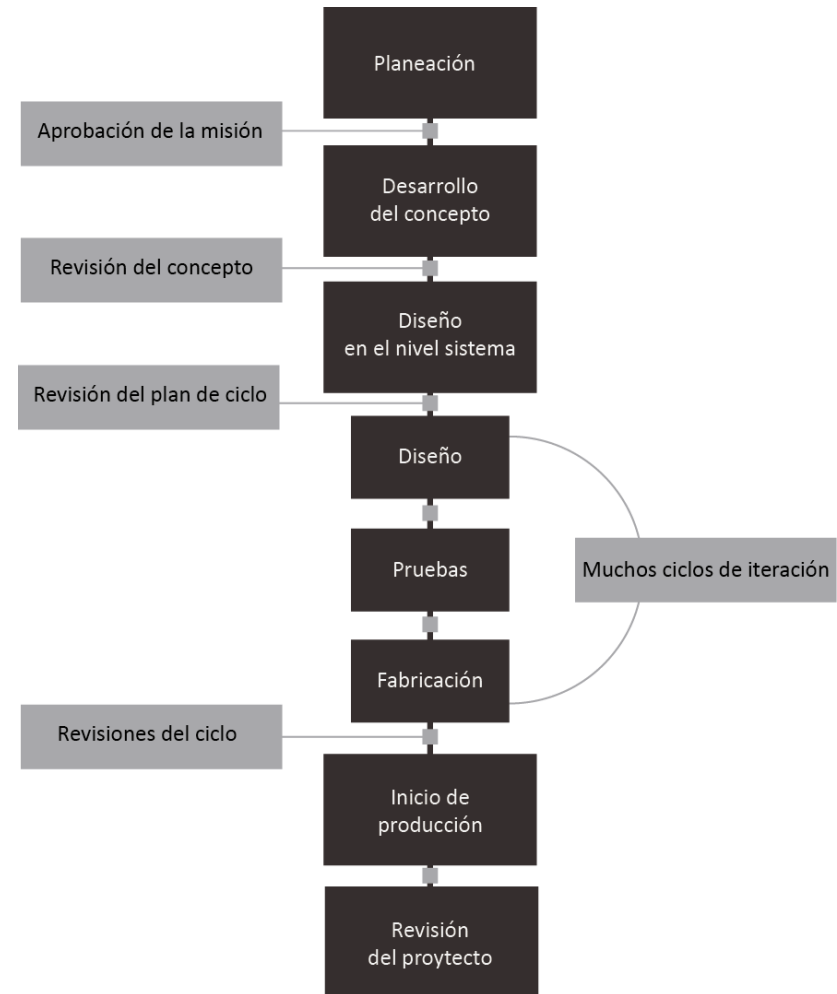 Planeación
Aprobación de la misión
Desarrollo
del concepto
Revisión del concepto
Diseño
en el nivel sistema
Revisión del plan de ciclo
Diseño
Pruebas
Muchos ciclos de iteración
Fabricación
Revisiones del ciclo
Inicio de
producción
Revisión
del proytecto